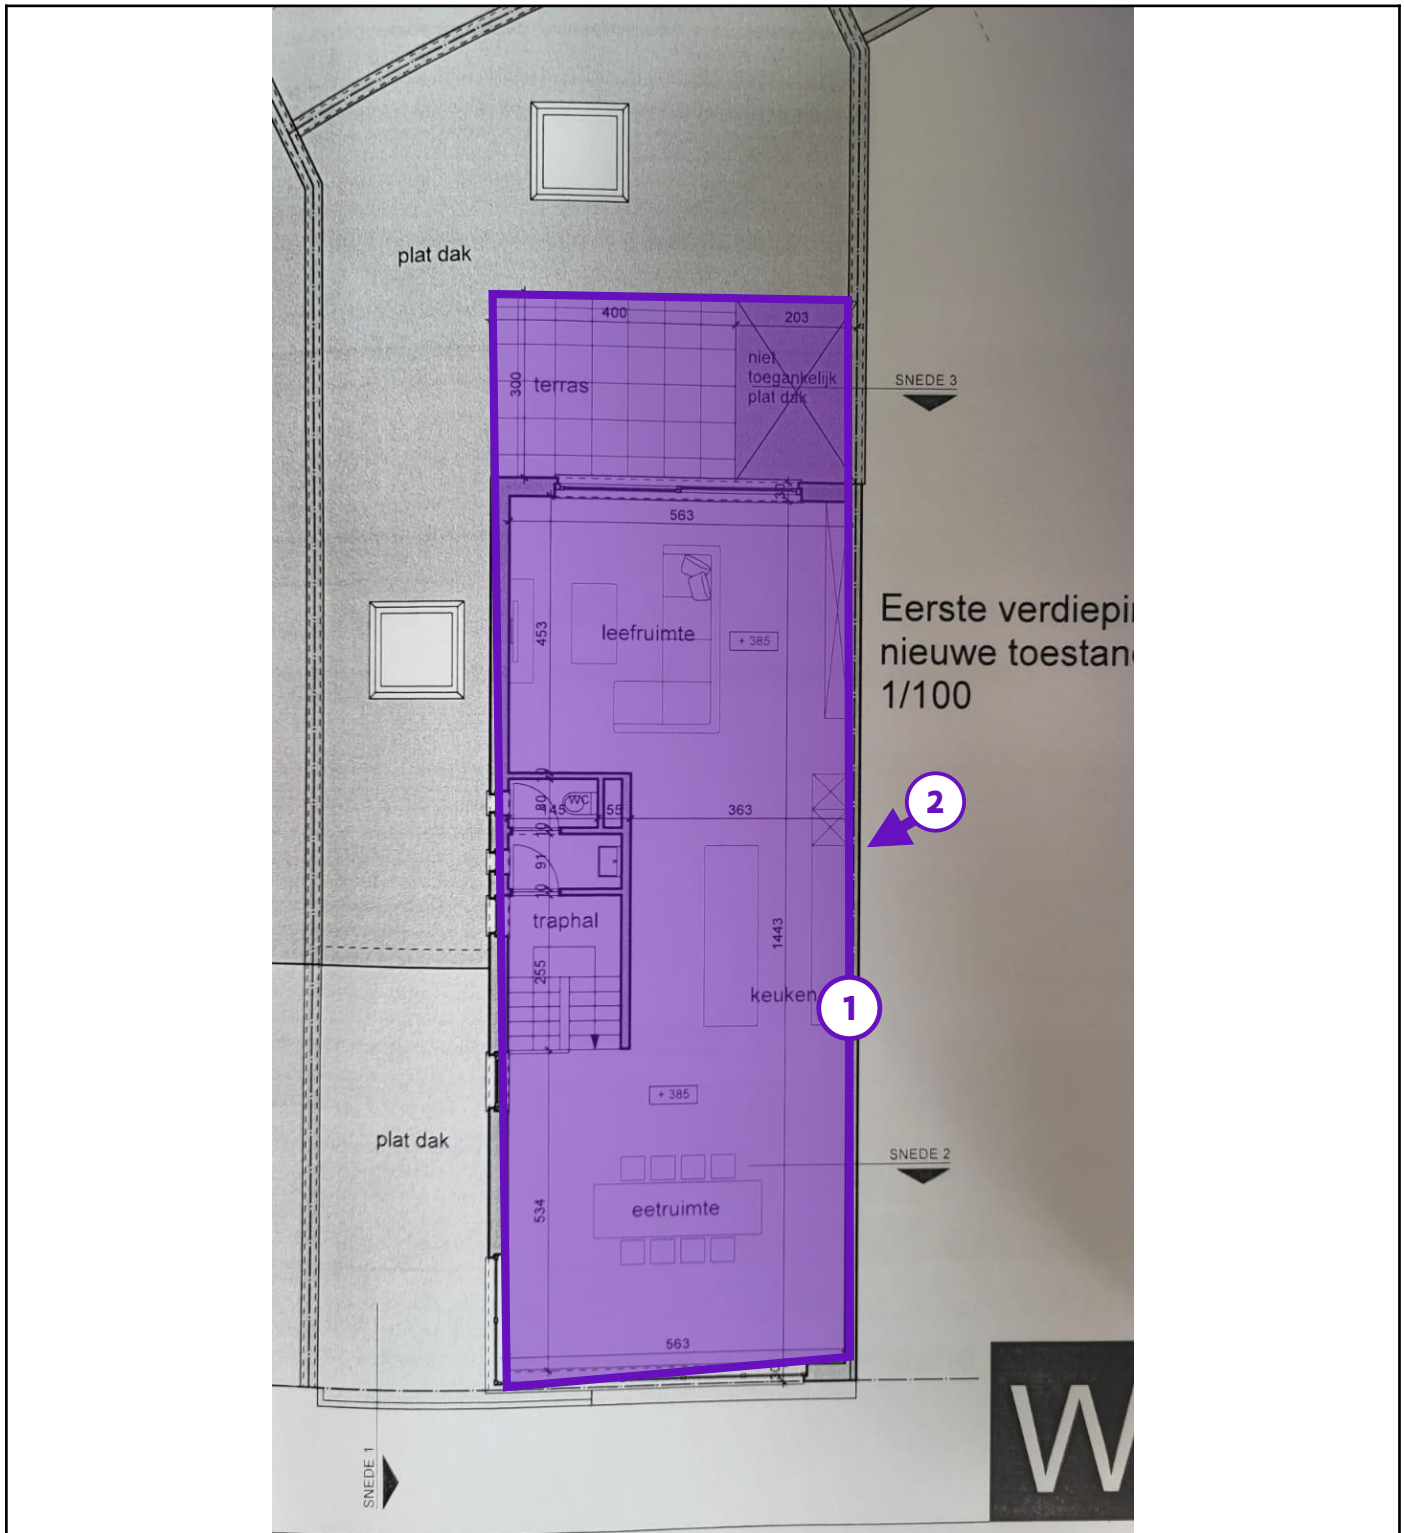 plat dak
400
203
300
terras
niet
toegankelijk
plat dak
SNEDE 3
30
563
453
leefruimte
+ 385
Eerste verdiepi
nieuwe toestan
1/100
10
80
WC
145
55
363
2
10
91
10
traphal
255
1443
keuken
1
+ 385
plat dak
SNEDE 2
534
eetruimte
563
SNEDE 1
W